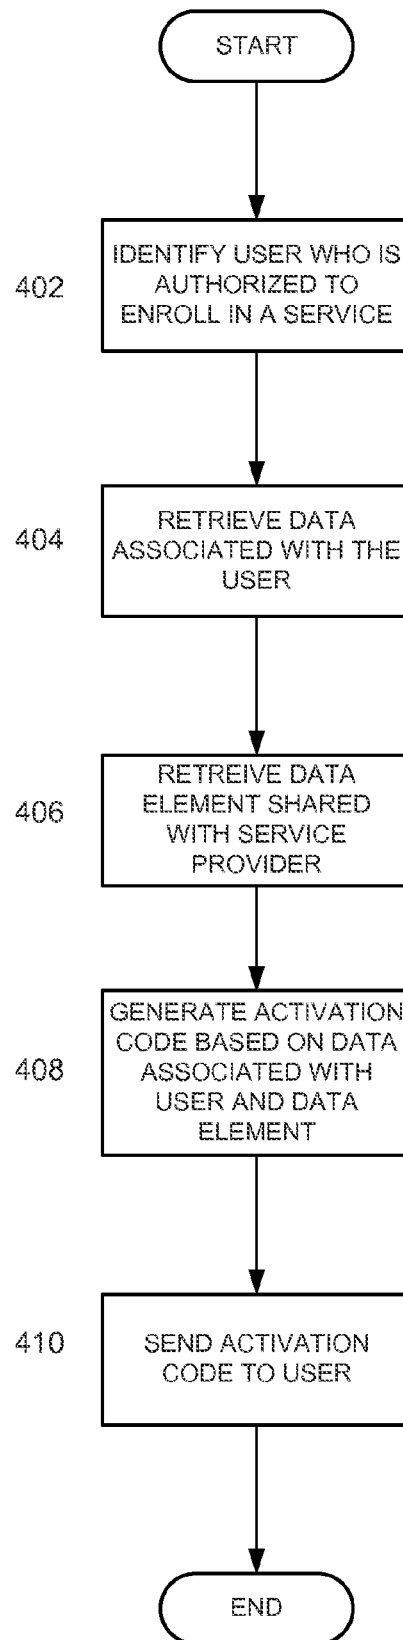 START
402
IDENTIFY USER WHO IS
AUTHORIZED TO
ENROLL IN A SERVICE
404
RETRIEVE DATA
ASSOCIATED WITH THE
USER
406
RETREIVE DATA
ELEMENT SHARED
WITH SERVICE
PROVIDER
408
GENERATE ACTIVATION
CODE BASED ON DATA
ASSOCIATED WITH
USER AND DATA
ELEMENT
410
SEND ACTIVATION
CODE TO USER
END